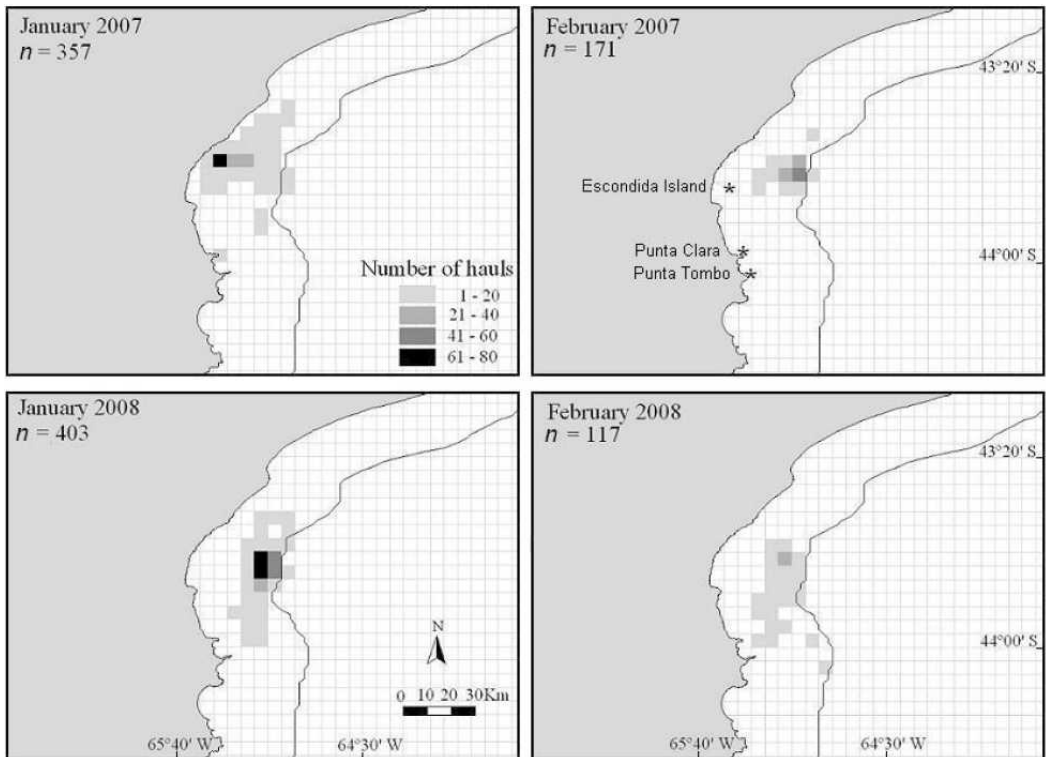 January 2007
n = 357
Number of hauls
1 - 20
21 - 40
41 - 60
61 - 80
February 2007
n = 171
43°20' S
Escondida Island
Punta Clara
44°00' S
Punta Tombo
January 2008
n = 403
N
0 10 20 30Km
65°40' W
64°30' W
February 2008
n = 117
43°20' S
44°00' S
65°40' W
64°30' W